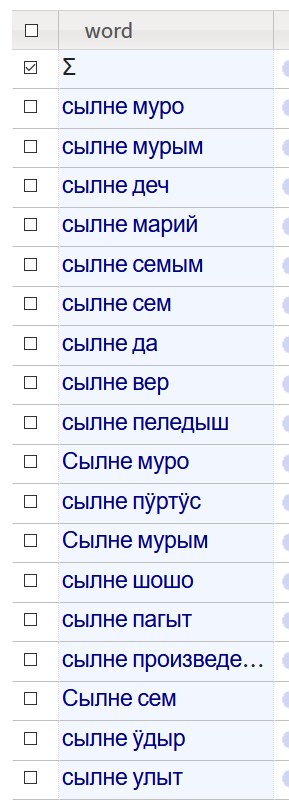 word
Σ
сылне муро
сылне мурым
сылне деч
сылне марий
сылне семым
сылне сем
сылне да
сылне вер
сылне пеледыш
Сылне муро
сылне пӱртӱс
Сылне мурым
сылне шошо
сылне пагыт
сылне произведе…
Сылне сем
сылне ӱдыр
сылне улыт